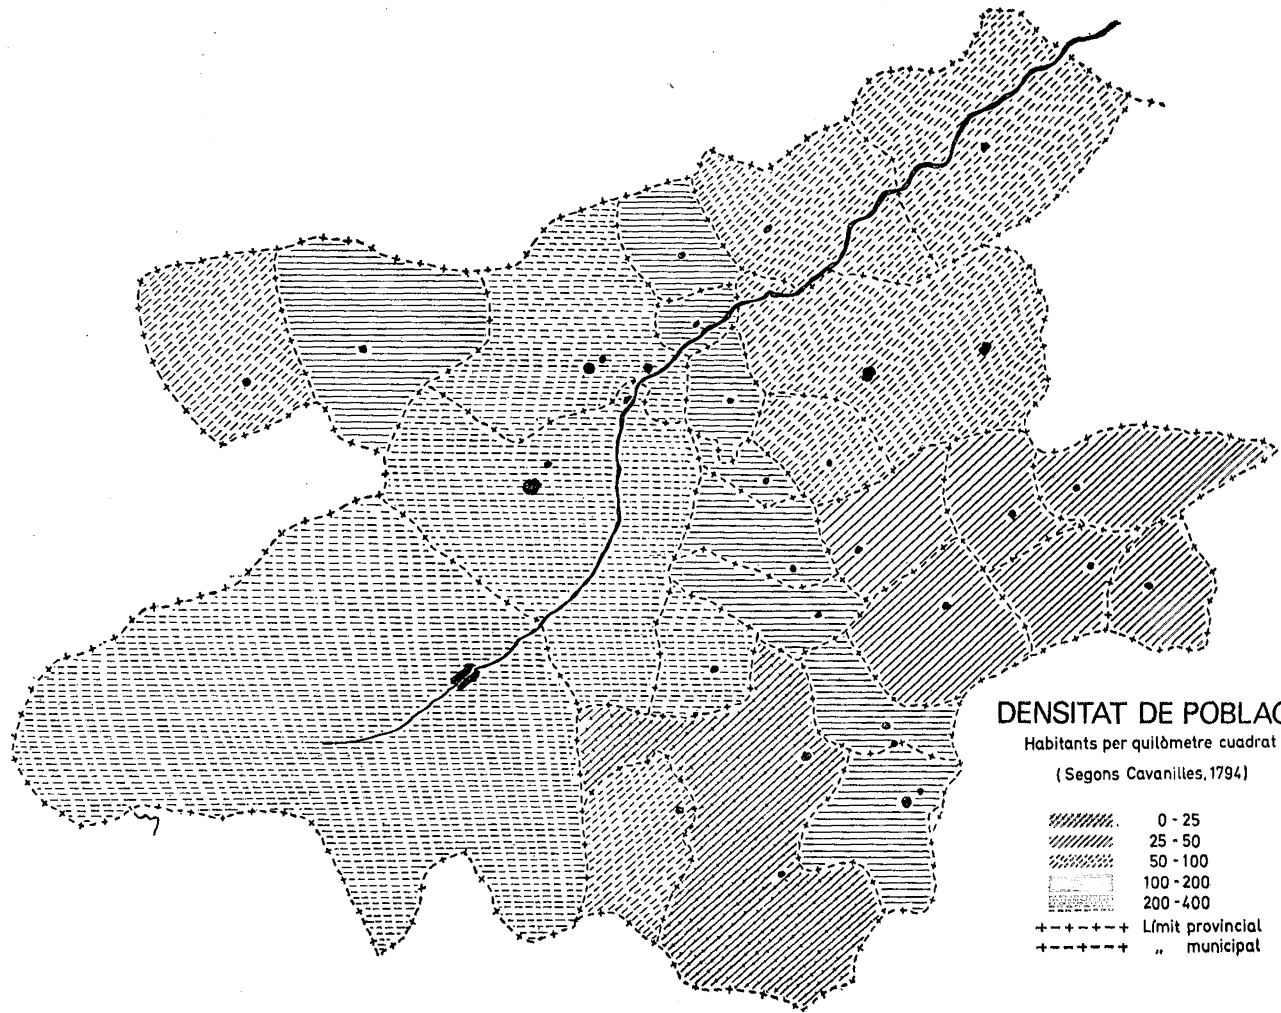 DENSITAT DE POBLAC
Habitants per quilòmetre cuadrat
(Segons Cavanilles, 1794)
0 - 25
25 - 50
50 - 100
100 - 200
200 - 400
Límit provincial
„ municipal